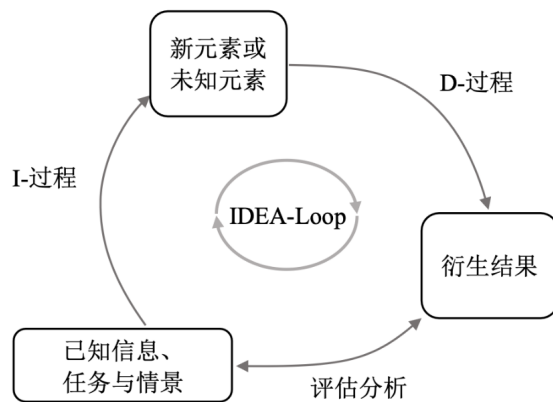 新元素或
未知元素
D-过程
I-过程
IDEA-Loop
衍生结果
已知信息、
任务与情景
评估分析